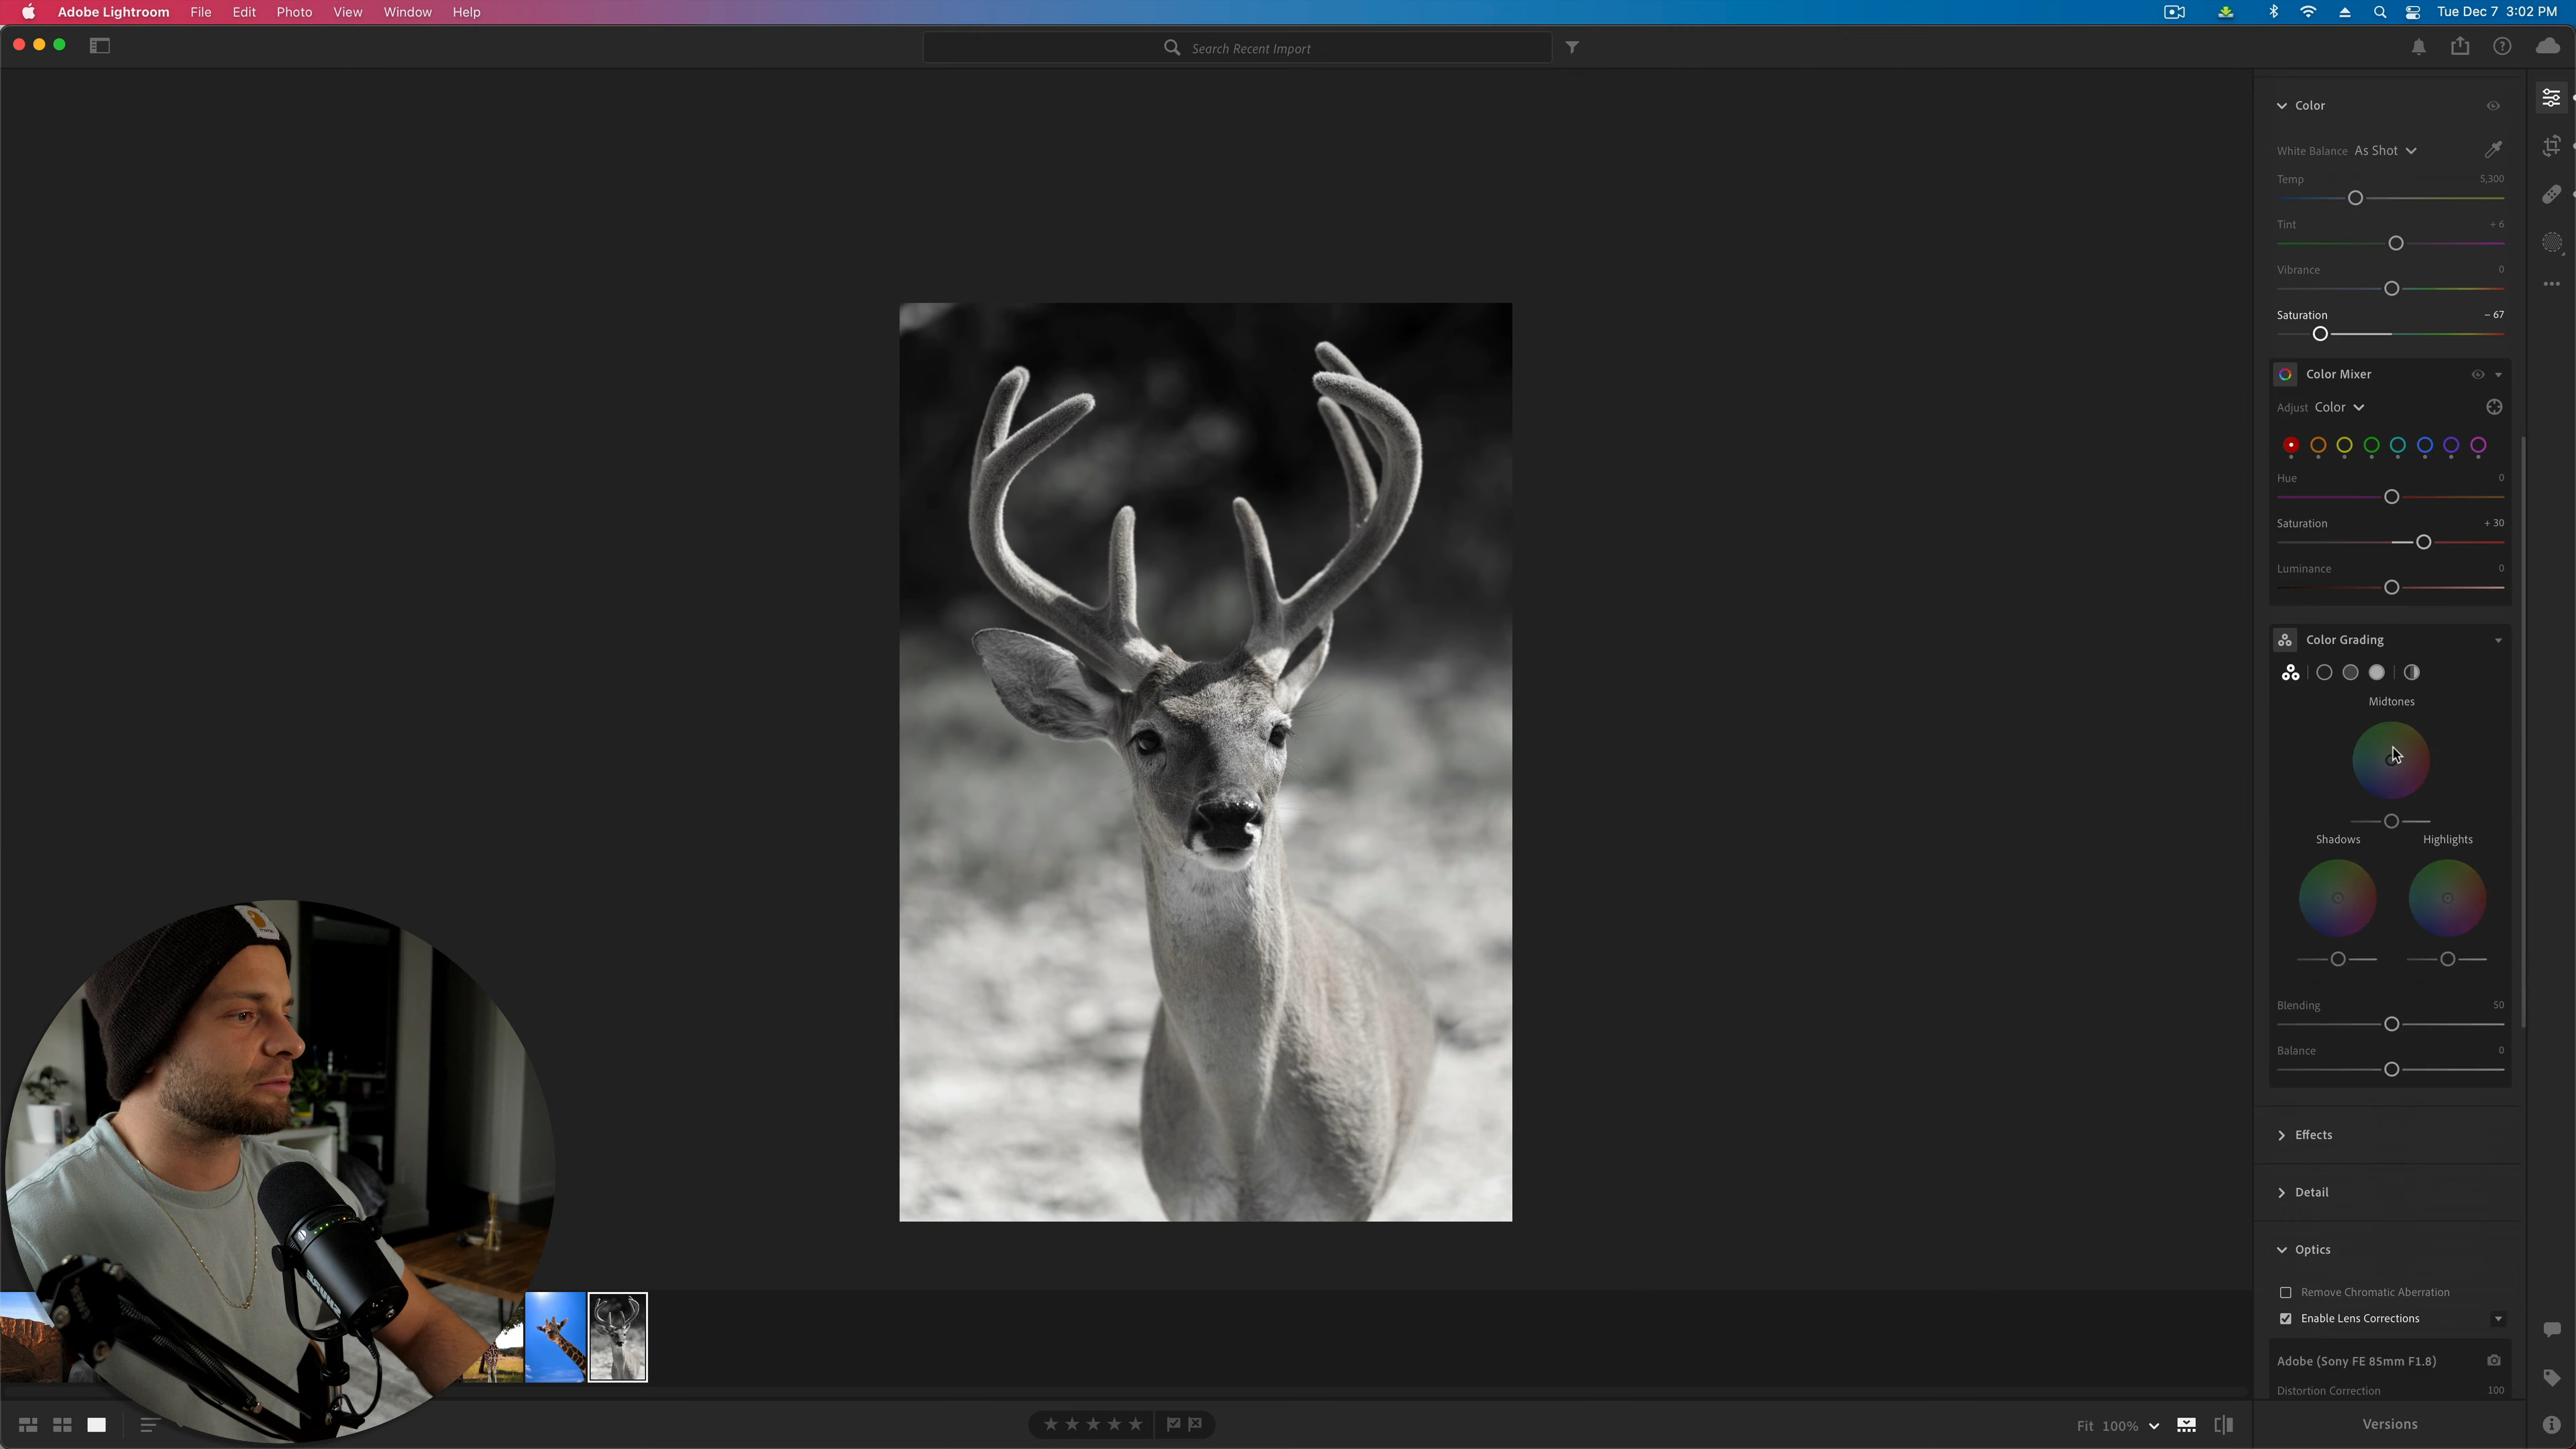 Adobe Lightroom File Edit Photo View Window Help Tue Dec 7 3:02 PM
Search Recent Import
Color
White Balance As Shot
Temp 5,300
Tint + 6
Vibrance 0
Saturation − 67
Color Mixer
Adjust Color
Hue 0
Saturation + 30
Luminance 0
Color Grading
Midtones
Shadows Highlights
Blending 50
Balance 0
Effects
Detail
Optics
Remove Chromatic Aberration
Enable Lens Corrections
Adobe (Sony FE 85mm F1.8)
Distortion Correction 100
Fit 100%
Versions